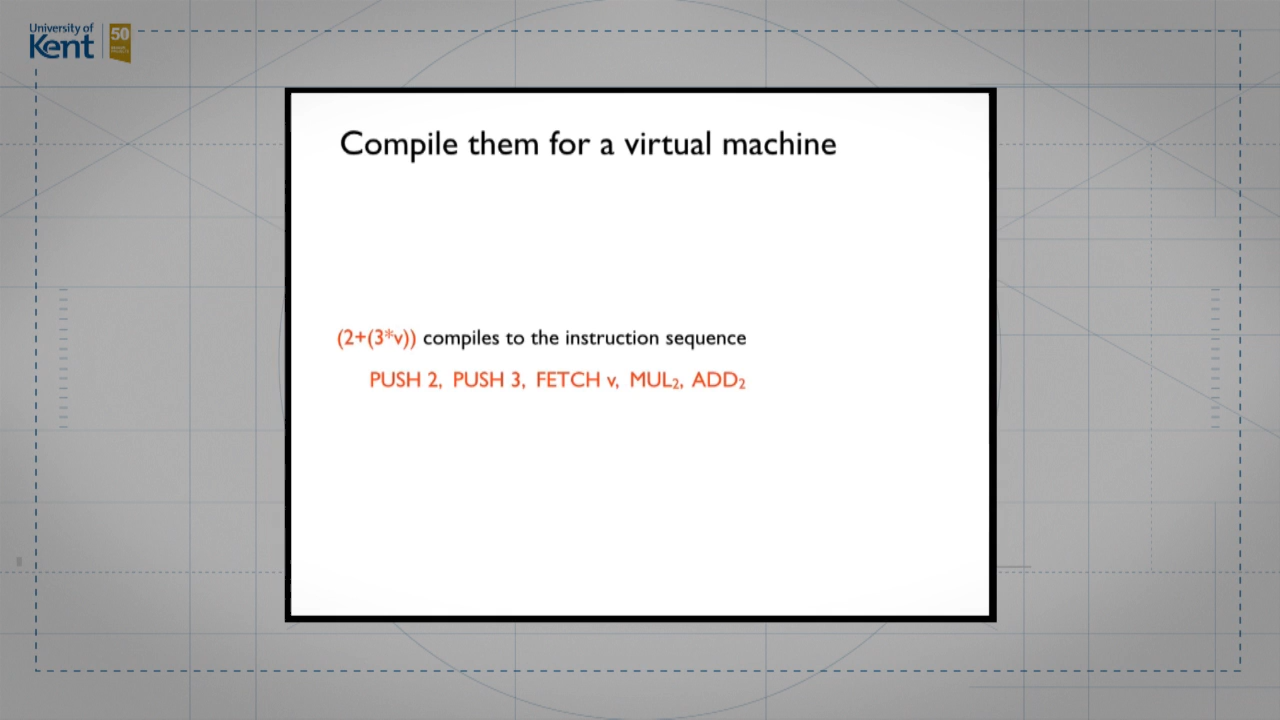 University of
Kent
50
Compile them for a virtual machine
(2+(3*v)) compiles to the instruction sequence
PUSH 2, PUSH 3, FETCH v, MUL₂, ADD₂